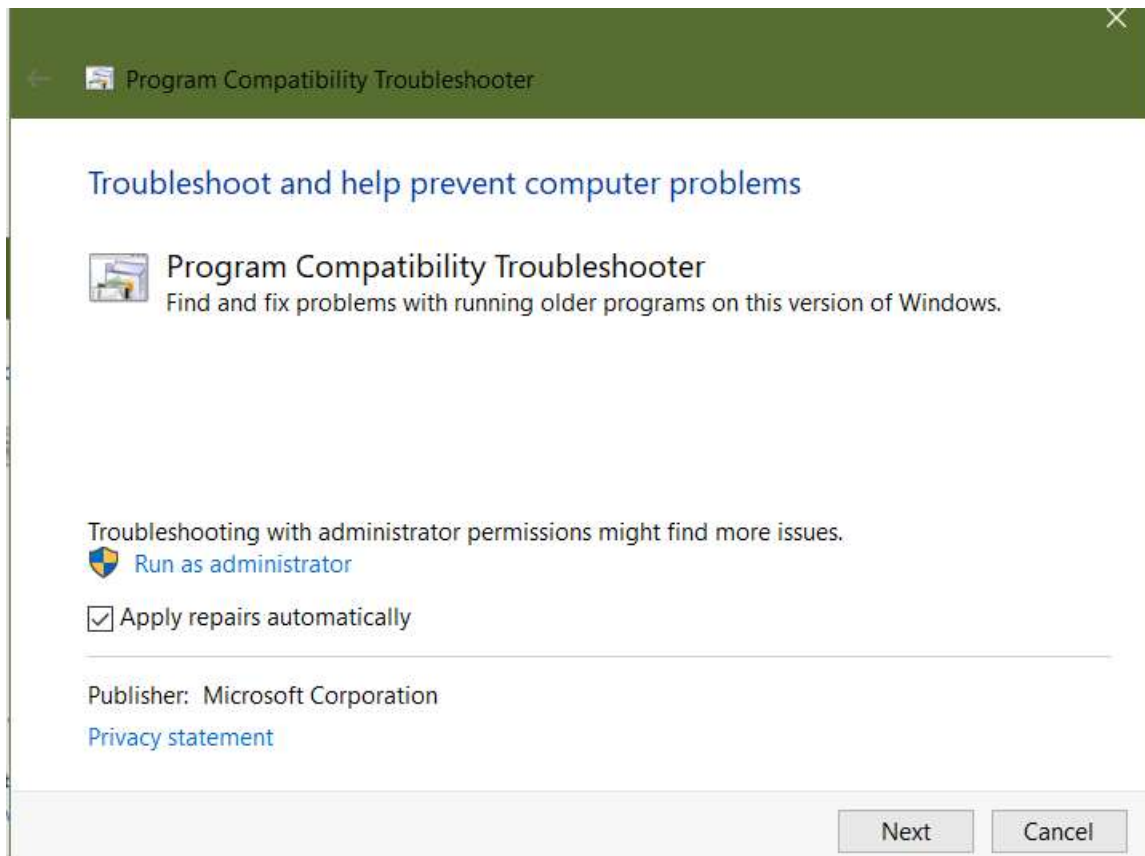 Program Compatibility Troubleshooter
Troubleshoot and help prevent computer problems
Program Compatibility Troubleshooter
Find and fix problems with running older programs on this version of Windows.
Troubleshooting with administrator permissions might find more issues.
Run as administrator
Apply repairs automatically
Publisher: Microsoft Corporation
Privacy statement
Next Cancel